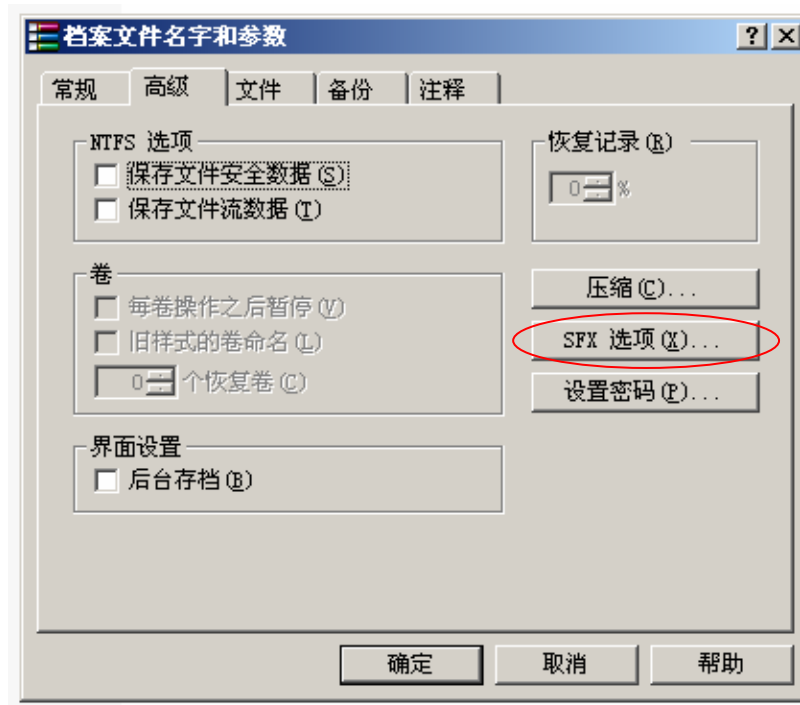 档案文件名字和参数
常规 高级 文件 备份 注释
NTFS 选项
保存文件安全数据(S)
保存文件流数据(T)
恢复记录(R)
0 %
卷
每卷操作之后暂停(V)
旧样式的卷命名(L)
0 个恢复卷(C)
压缩(C)...
SFX 选项(X)...
设置密码(P)...
界面设置
后台存档(B)
确定 取消 帮助